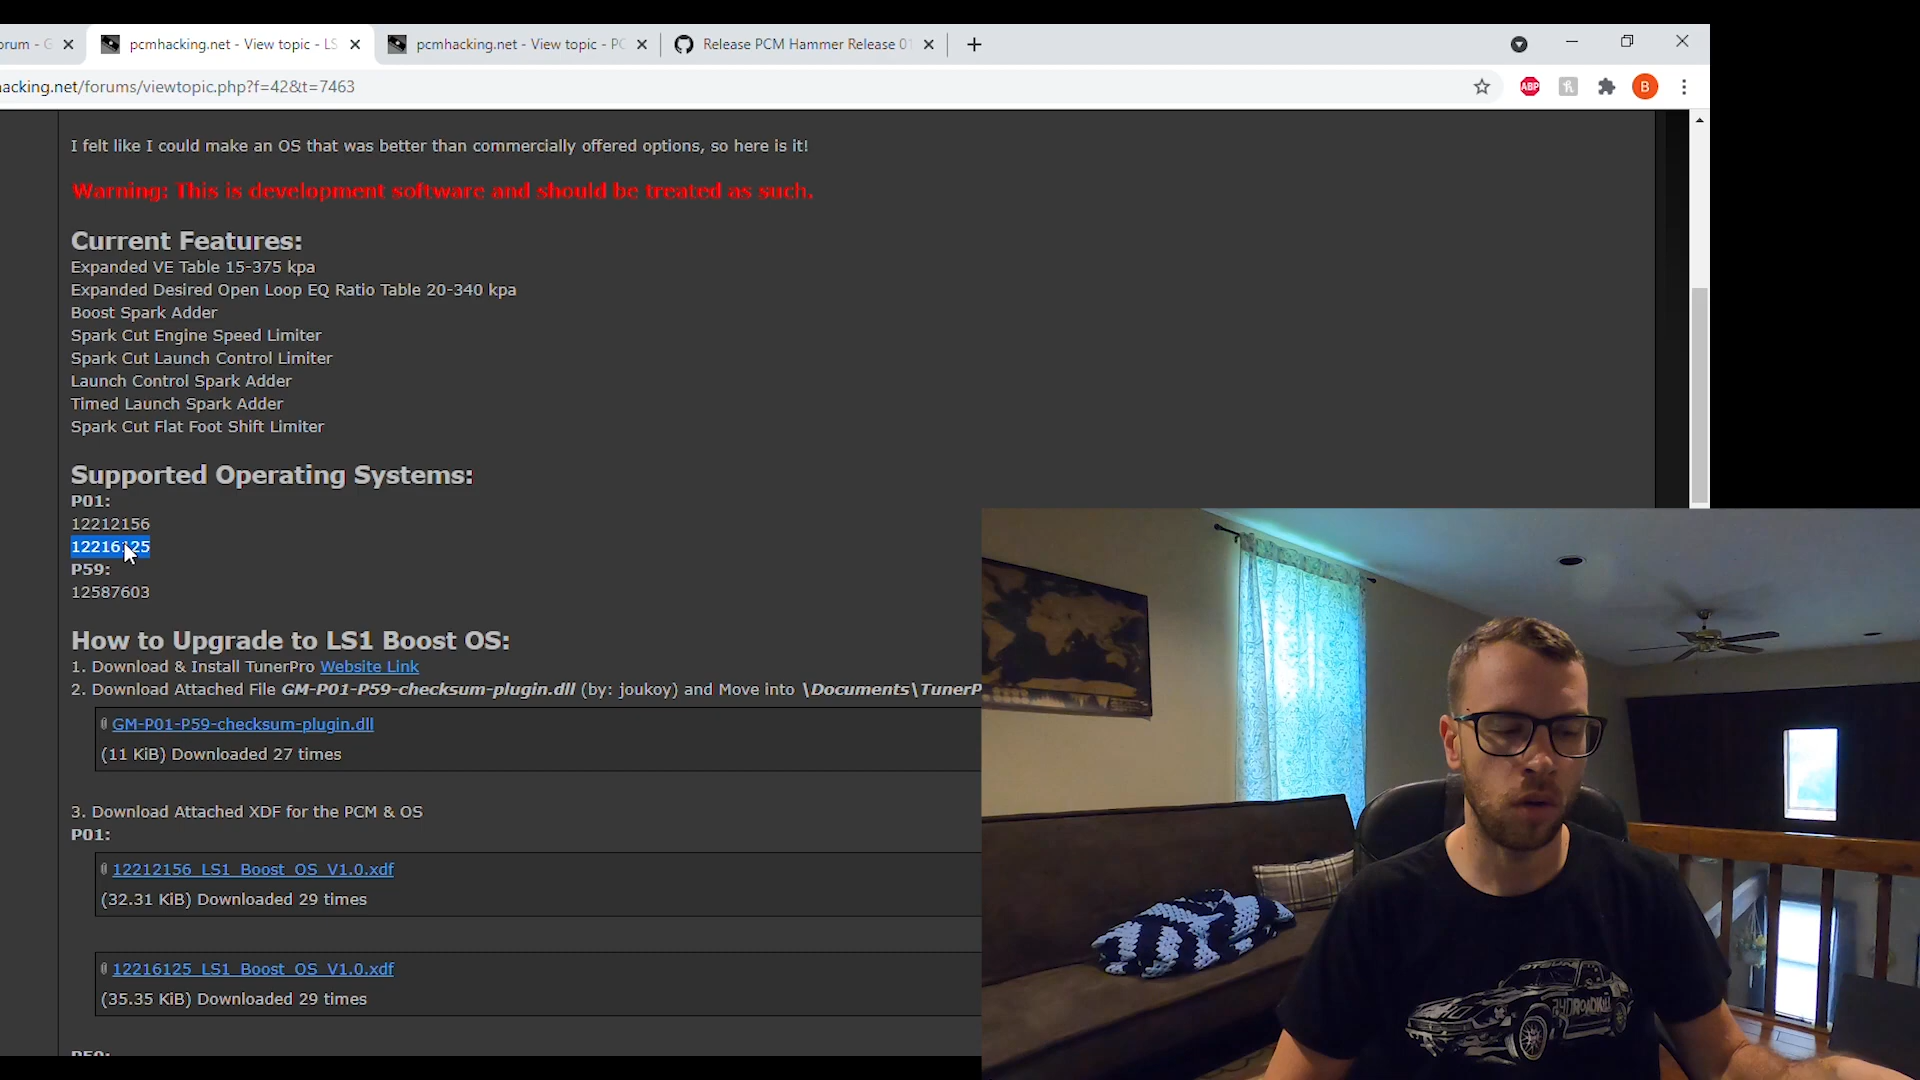 orum - G
pcmhacking.net - View topic - LS
pcmhacking.net - View topic - PC
Release PCM Hammer Release 01
acking.net/forums/viewtopic.php?f=42&t=7463
ABP
B
I felt like I could make an OS that was better than commercially offered options, so here is it!
Warning: This is development software and should be treated as such.
Current Features:
Expanded VE Table 15-375 kpa
Expanded Desired Open Loop EQ Ratio Table 20-340 kpa
Boost Spark Adder
Spark Cut Engine Speed Limiter
Spark Cut Launch Control Limiter
Launch Control Spark Adder
Timed Launch Spark Adder
Spark Cut Flat Foot Shift Limiter
Supported Operating Systems:
P01:
12212156
12216125
P59:
12587603
How to Upgrade to LS1 Boost OS:
1. Download & Install TunerPro Website Link
2. Download Attached File GM-P01-P59-checksum-plugin.dll (by: joukoy) and Move into \Documents\TunerP
GM-P01-P59-checksum-plugin.dll
(11 KiB) Downloaded 27 times
3. Download Attached XDF for the PCM & OS
P01:
12212156_LS1_Boost_OS_V1.0.xdf
(32.31 KiB) Downloaded 29 times
12216125_LS1_Boost_OS_V1.0.xdf
(35.35 KiB) Downloaded 29 times
P59: